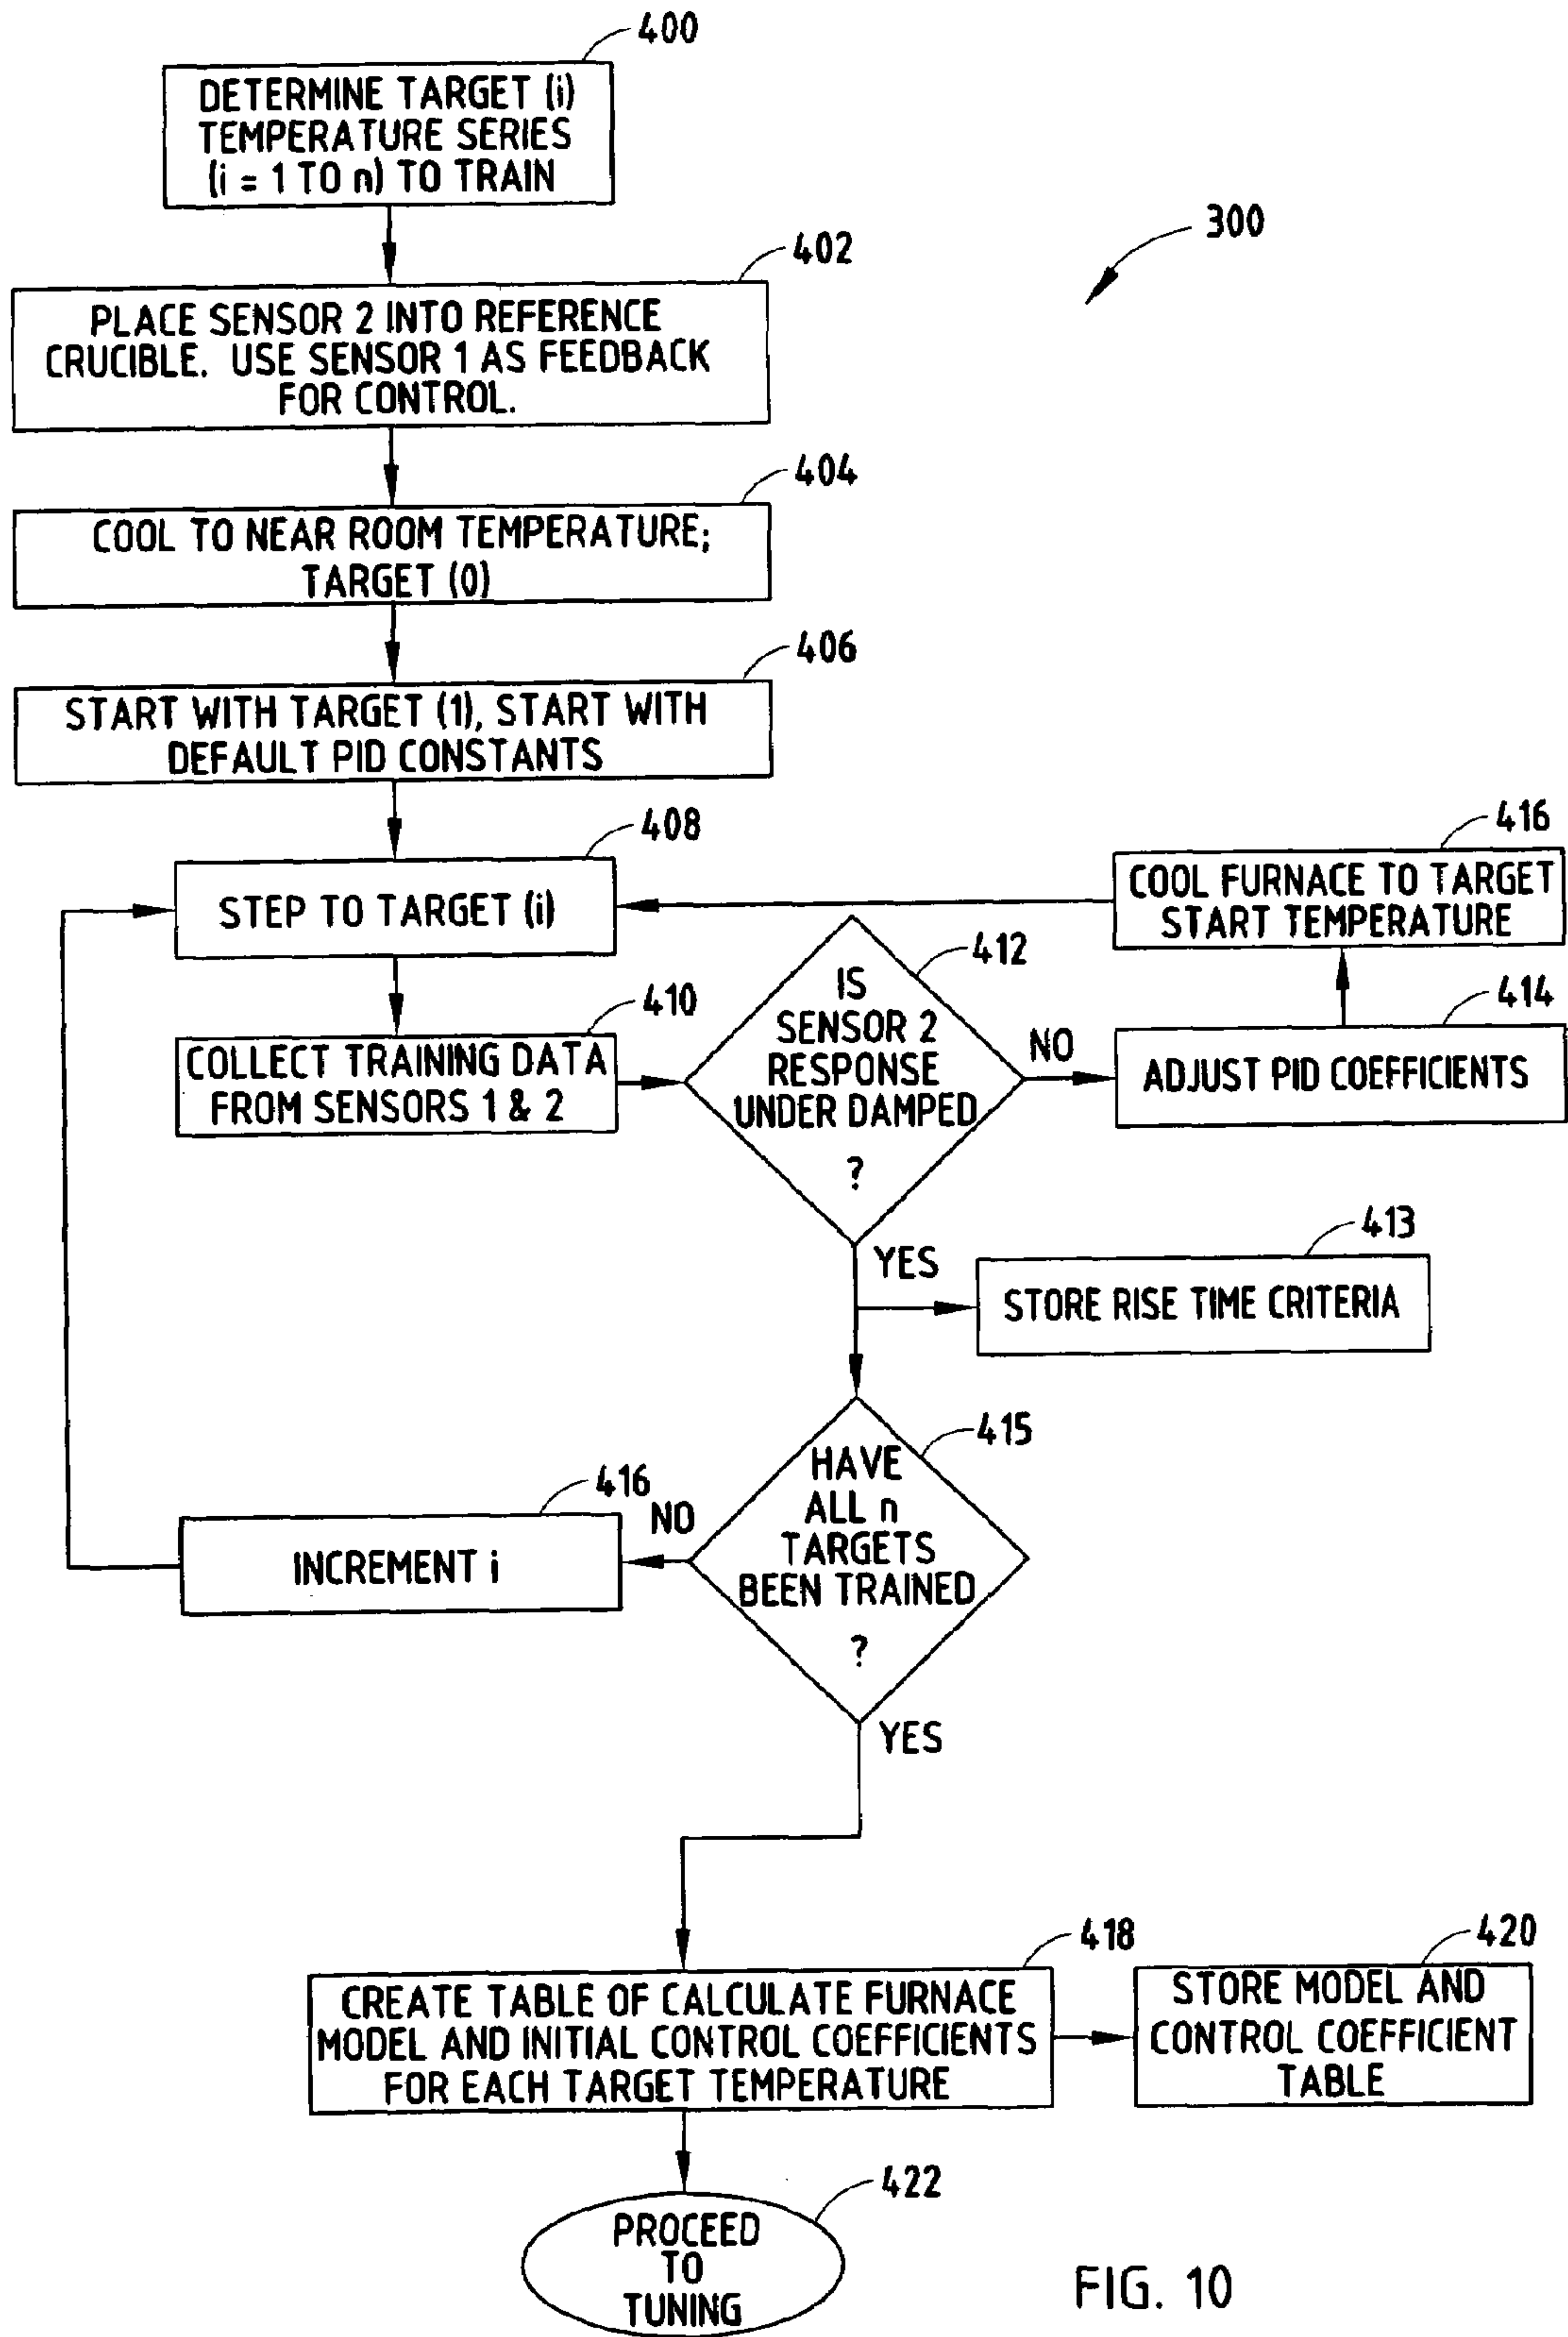 400
DETERMINE TARGET (i)
TEMPERATURE SERIES
(i = 1 TO n) TO TRAIN
300
402
PLACE SENSOR 2 INTO REFERENCE
CRUCIBLE. USE SENSOR 1 AS FEEDBACK
FOR CONTROL.
404
COOL TO NEAR ROOM TEMPERATURE;
TARGET (0)
406
START WITH TARGET (1), START WITH
DEFAULT PID CONSTANTS
408
STEP TO TARGET (i)
416
COOL FURNACE TO TARGET
START TEMPERATURE
410
COLLECT TRAINING DATA
FROM SENSORS 1 & 2
412
IS
SENSOR 2
RESPONSE
UNDER DAMPED
?
NO
414
ADJUST PID COEFFICIENTS
YES
413
STORE RISE TIME CRITERIA
415
HAVE
ALL n
TARGETS
BEEN TRAINED
?
NO
416
INCREMENT i
YES
418
CREATE TABLE OF CALCULATE FURNACE
MODEL AND INITIAL CONTROL COEFFICIENTS
FOR EACH TARGET TEMPERATURE
420
STORE MODEL AND
CONTROL COEFFICIENT
TABLE
422
PROCEED
TO
TUNING
FIG. 10